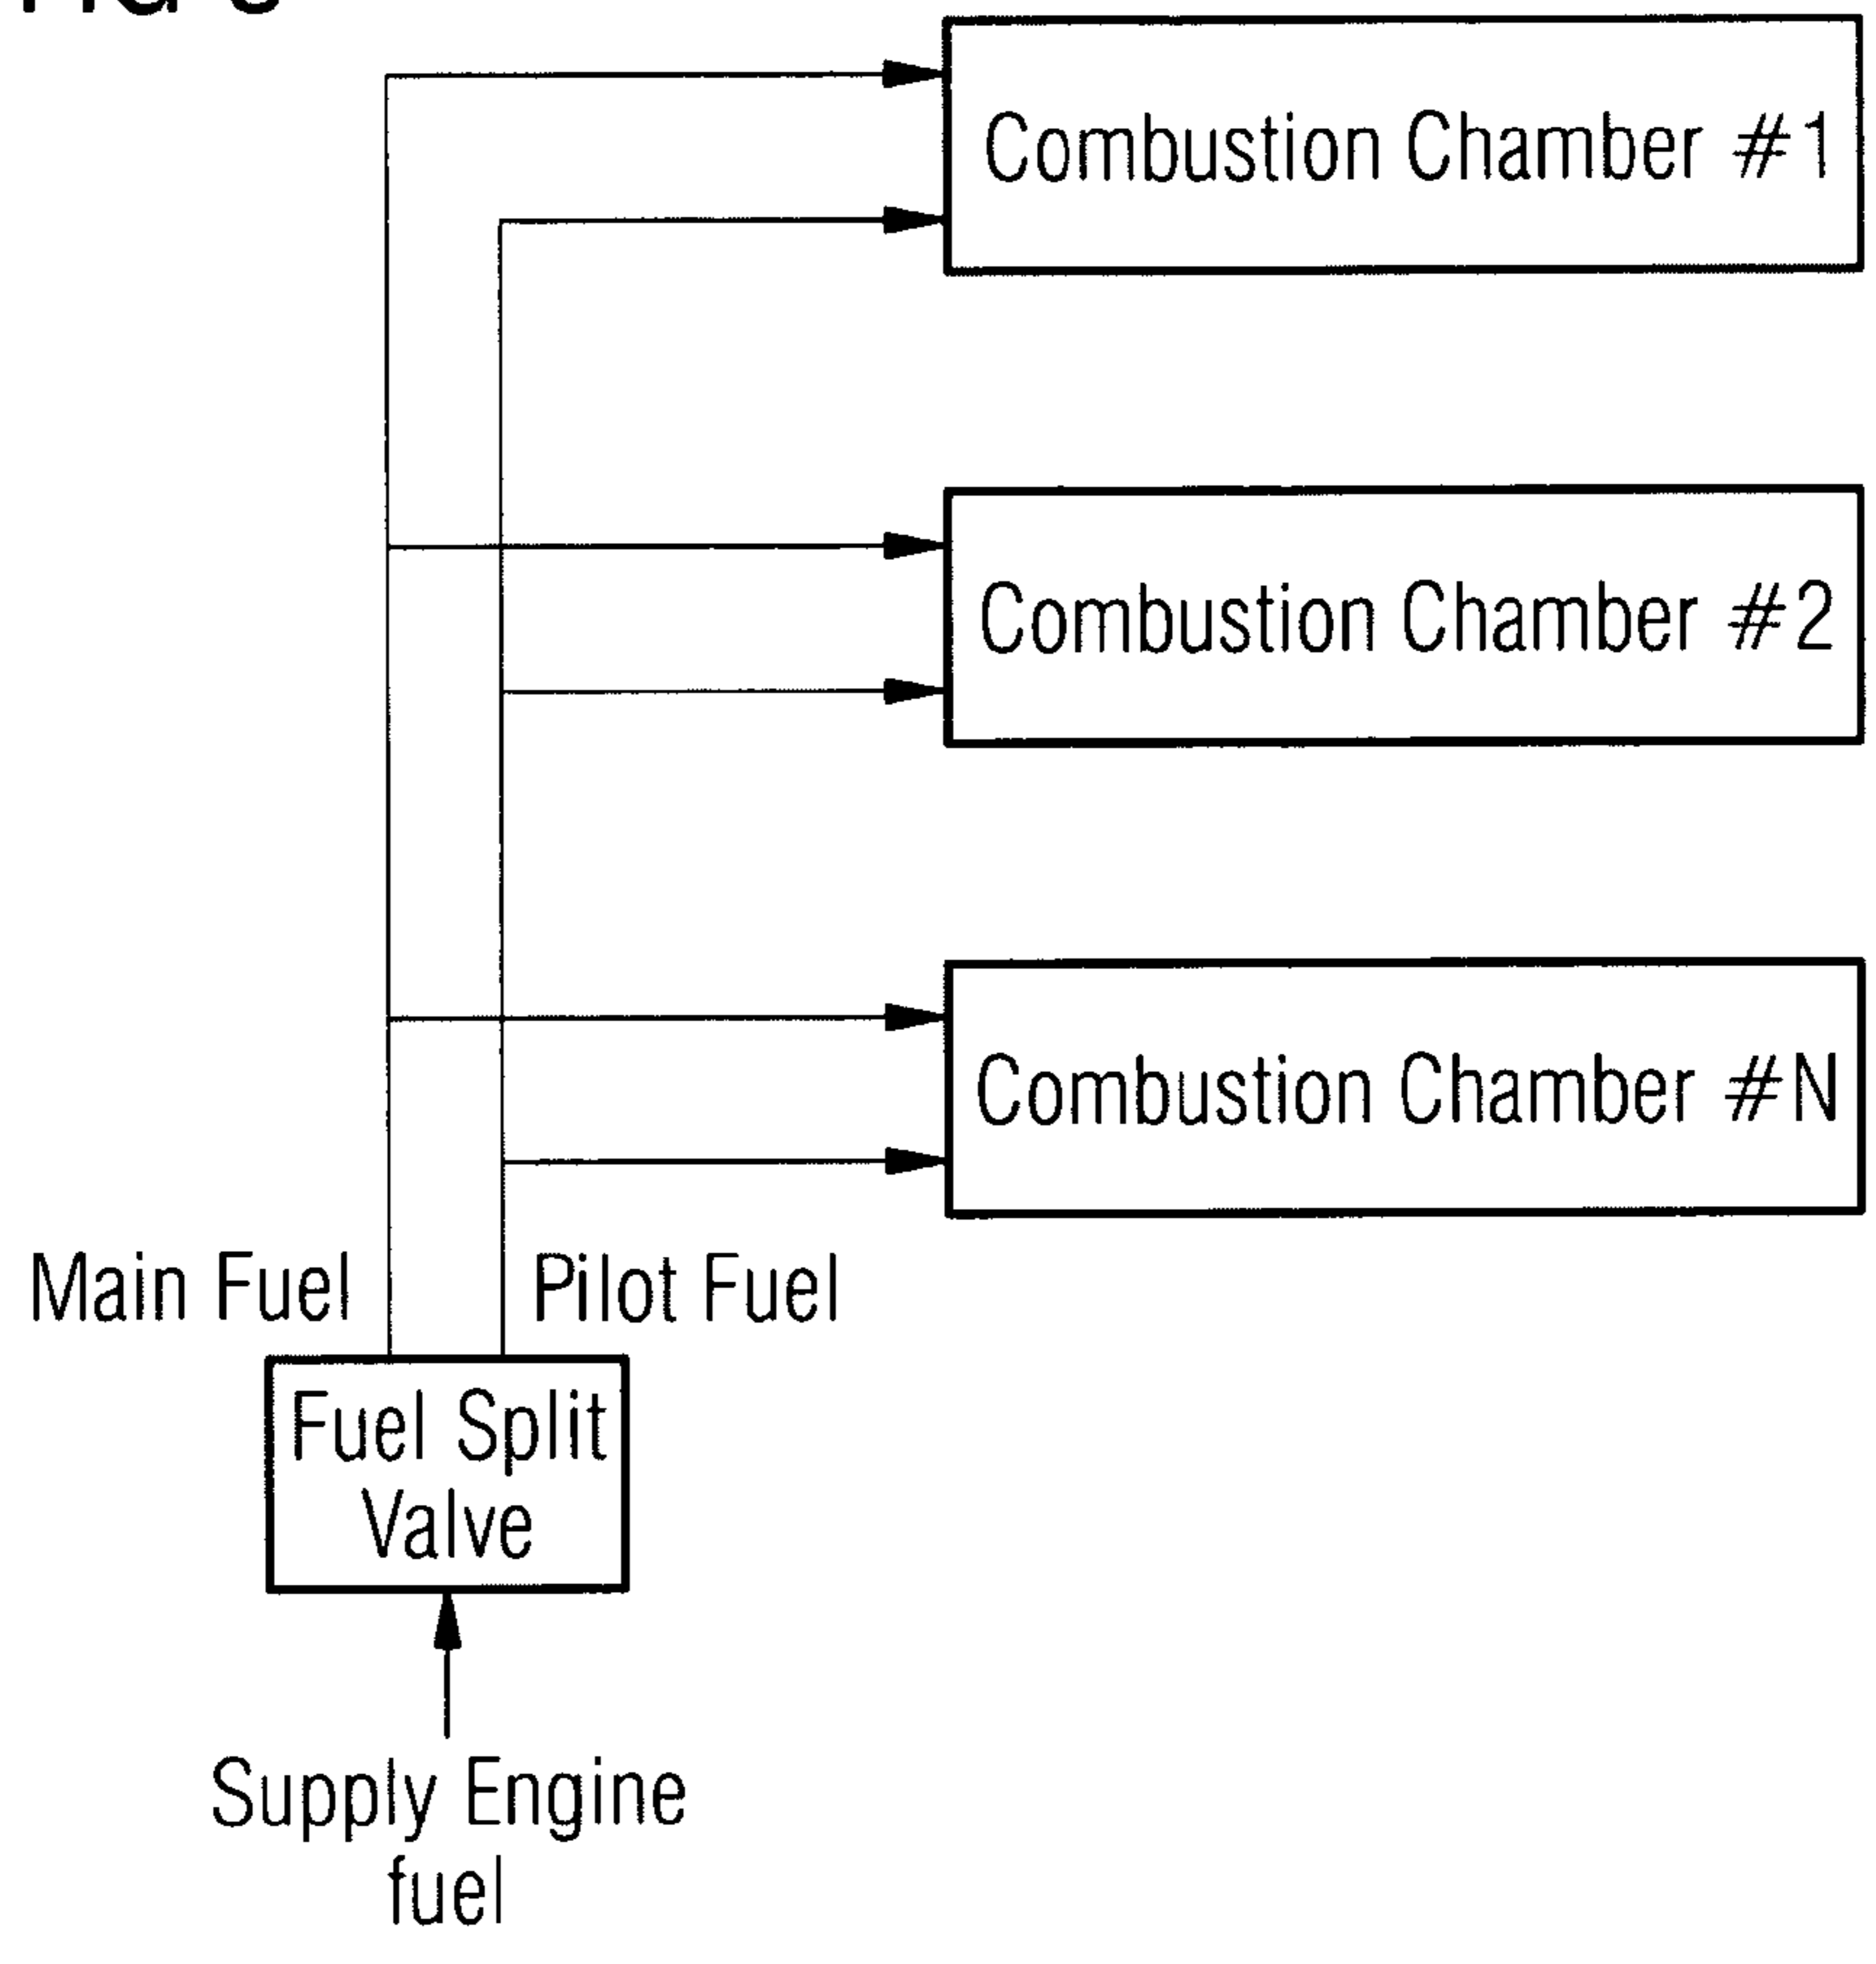 Combustion Chamber #1
Combustion Chamber #2
Combustion Chamber #N
Main Fuel
Pilot Fuel
Fuel Split
Valve
Supply Engine
fuel